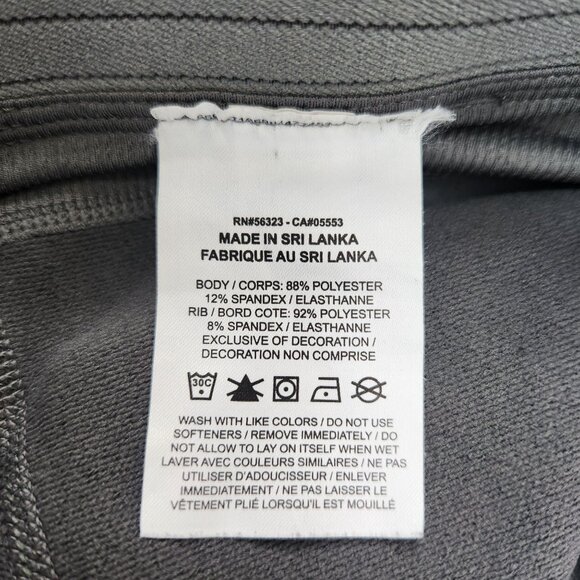 RN#56323 - CA#05553
MADE IN SRI LANKA
FABRIQUE AU SRI LANKA
BODY / CORPS: 88% POLYESTER
12% SPANDEX / ELASTHANNE
RIB / BORD COTE: 92% POLYESTER
8% SPANDEX / ELASTHANNE
EXCLUSIVE OF DECORATION /
DECORATION NON COMPRISE
30C
WASH WITH LIKE COLORS / DO NOT USE
SOFTENERS / REMOVE IMMEDIATELY / DO
NOT ALLOW TO LAY ON ITSELF WHEN WET
LAVER AVEC COULEURS SIMILAIRES / NE PAS
UTILISER D'ADOUCISSEUR / ENLEVER
IMMEDIATEMENT / NE PAS LAISSER LE
VÊTEMENT PLIÉ LORSQU'IL EST MOUILLÉ